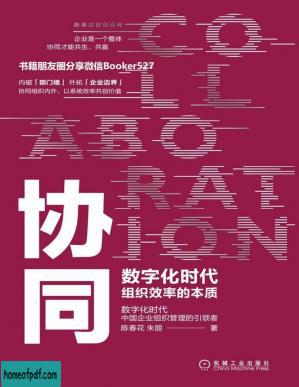 陈春花管理经典
企业是一个整体
协同才能共生、共赢
书籍朋友圈分享微信Booker527
内破「部门墙」 外拓「企业边界」
协同组织内外，以系统效率共创价值
COLLABORATION
协同
数字化时代
组织效率的本质
数字化时代
中国企业组织管理的引领者
陈春花 朱丽 著
机械工业出版社
China Machine Press
homeofpdf.com